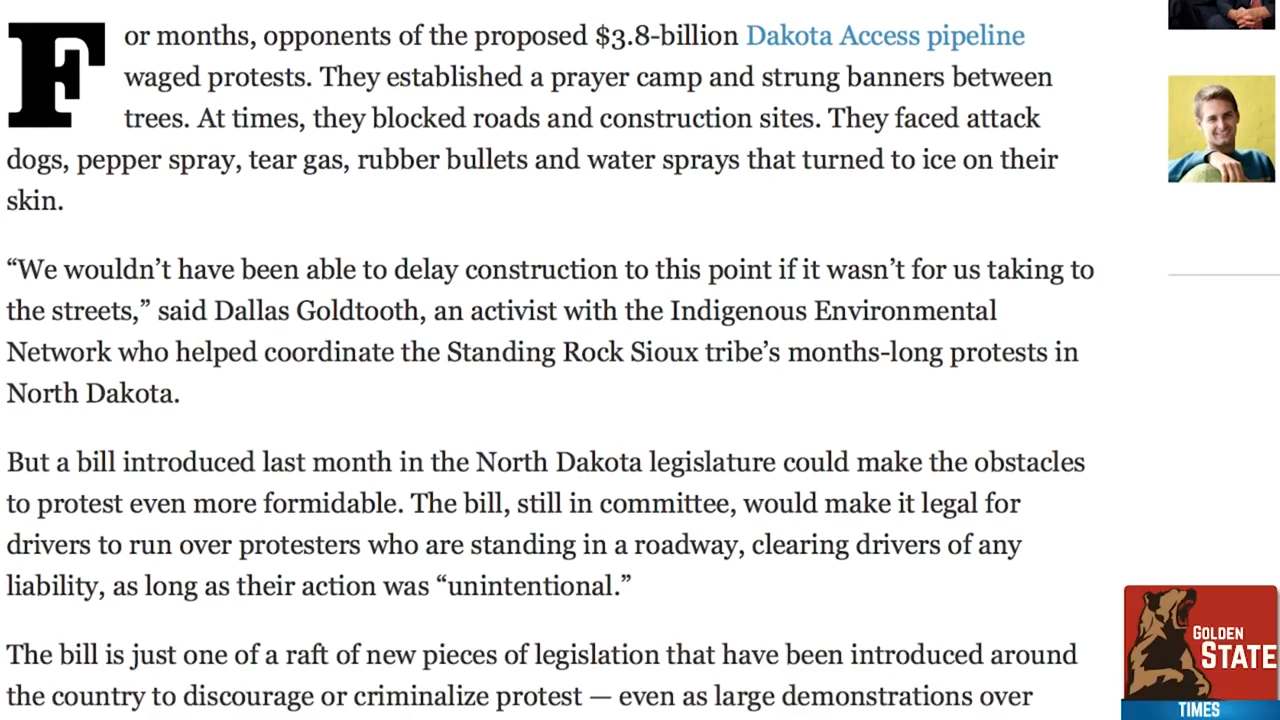 For months, opponents of the proposed $3.8-billion Dakota Access pipeline
waged protests. They established a prayer camp and strung banners between
trees. At times, they blocked roads and construction sites. They faced attack
dogs, pepper spray, tear gas, rubber bullets and water sprays that turned to ice on their
skin.
“We wouldn’t have been able to delay construction to this point if it wasn’t for us taking to
the streets,” said Dallas Goldtooth, an activist with the Indigenous Environmental
Network who helped coordinate the Standing Rock Sioux tribe’s months-long protests in
North Dakota.
But a bill introduced last month in the North Dakota legislature could make the obstacles
to protest even more formidable. The bill, still in committee, would make it legal for
drivers to run over protesters who are standing in a roadway, clearing drivers of any
liability, as long as their action was “unintentional.”
The bill is just one of a raft of new pieces of legislation that have been introduced around
the country to discourage or criminalize protest — even as large demonstrations over
GOLDEN
STATE
TIMES